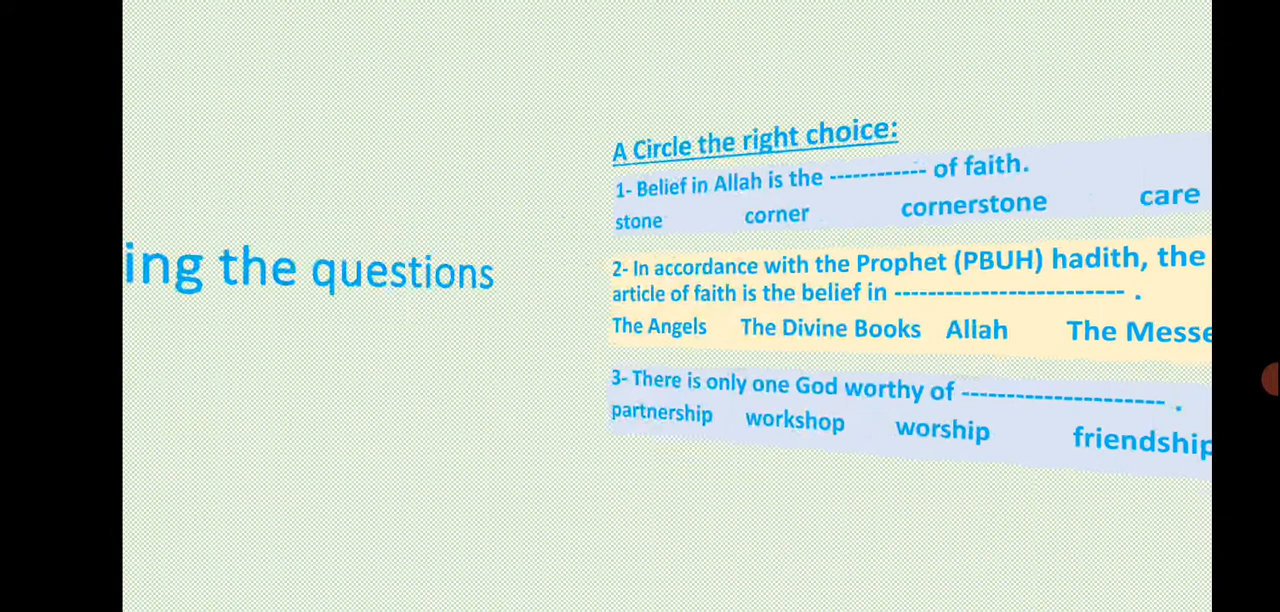 ing the questions
A Circle the right choice:
1- Belief in Allah is the ------------ of faith.
stone corner cornerstone care
2- In accordance with the Prophet (PBUH) hadith, the
article of faith is the belief in ------------------------- .
The Angels The Divine Books Allah The Messe
3- There is only one God worthy of ---------------------- .
partnership workshop worship friendship